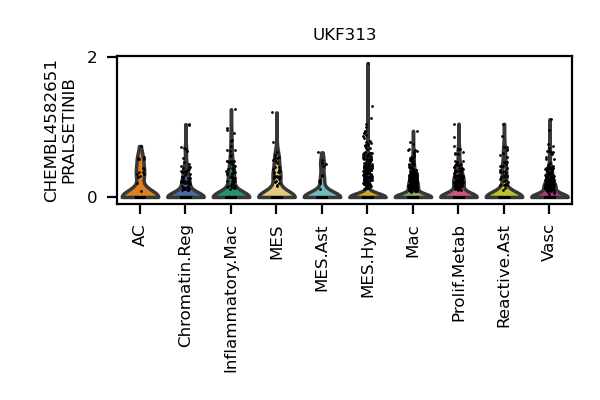 UKF313
CHEMBL4582651
PRALSETINIB
2
0
AC
Chromatin.Reg
Inflammatory.Mac
MES
MES.Ast
MES.Hyp
Mac
Prolif.Metab
Reactive.Ast
Vasc